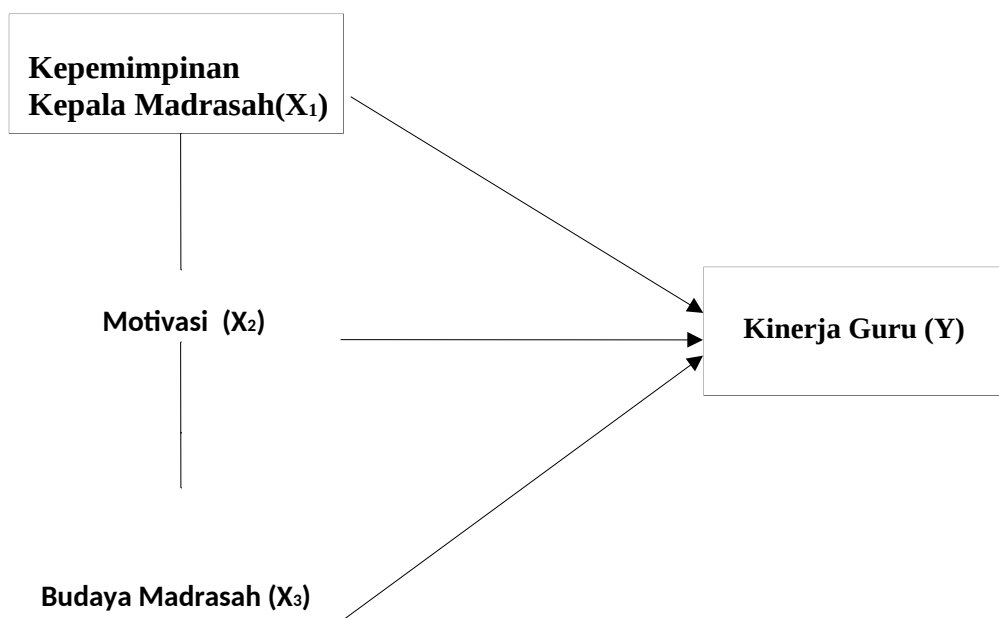 Kepemimpinan
Kepala Madrasah(X₁)
Motivasi (X₂)
Kinerja Guru (Y)
Budaya Madrasah (X₃)